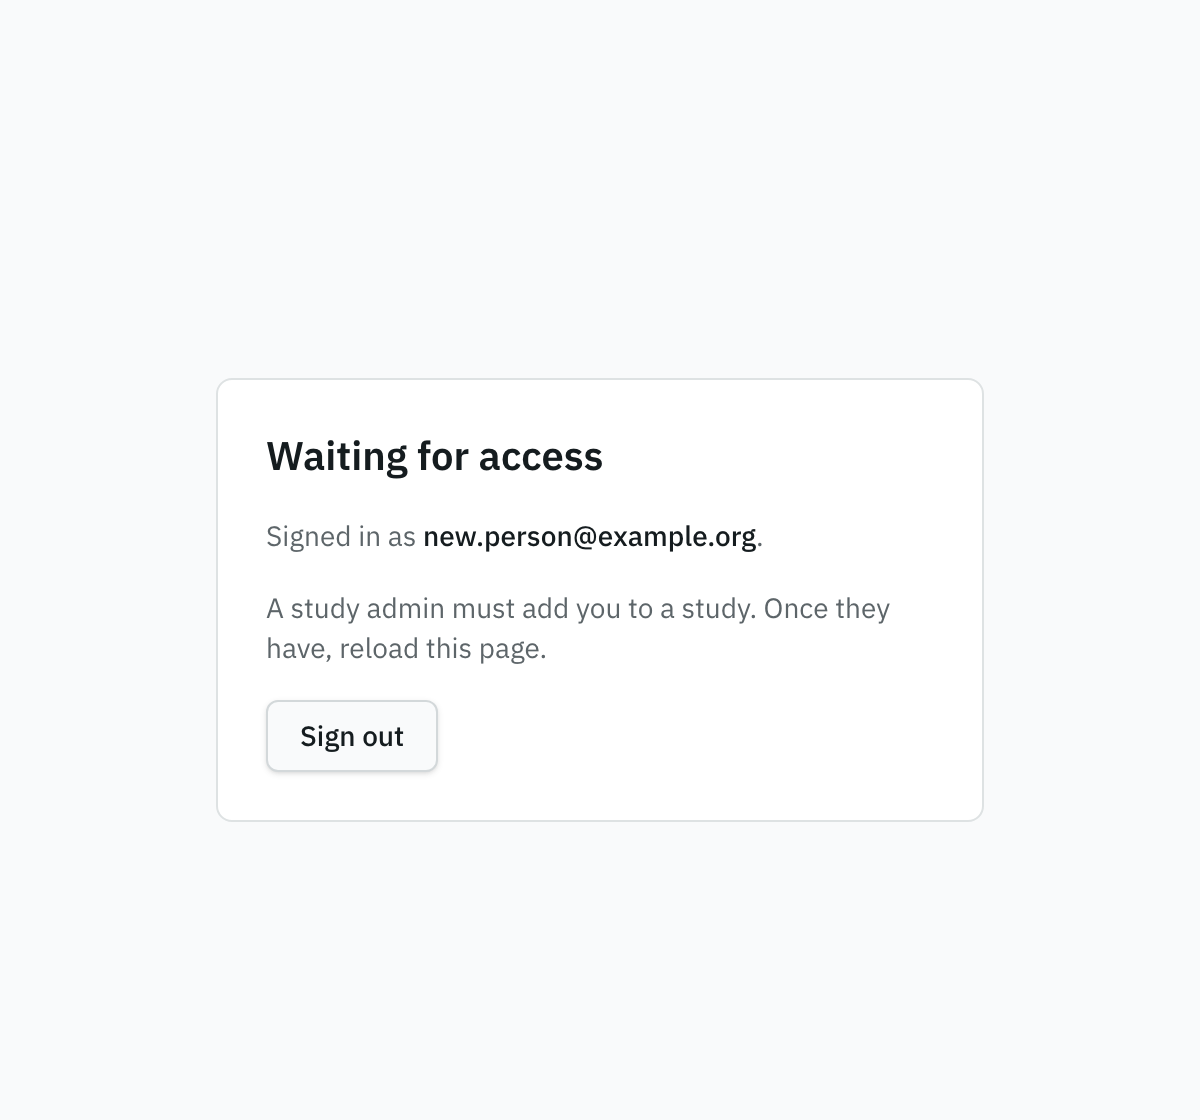 Waiting for access
Signed in as new.person@example.org.
A study admin must add you to a study. Once they
have, reload this page.
Sign out